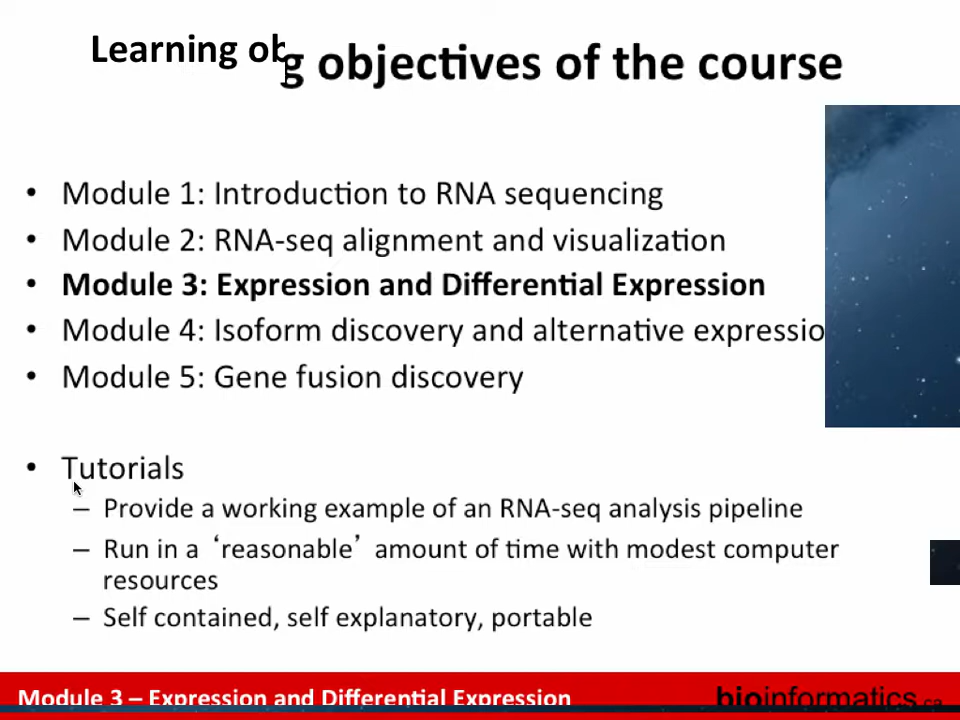 Learning ob
g objectives of the course
• Module 1: Introduction to RNA sequencing
• Module 2: RNA-seq alignment and visualization
• Module 3: Expression and Differential Expression
• Module 4: Isoform discovery and alternative expressio
• Module 5: Gene fusion discovery
• Tutorials
– Provide a working example of an RNA-seq analysis pipeline
– Run in a ‘reasonable’ amount of time with modest computer
resources
– Self contained, self explanatory, portable
Module 3 – Expression and Differential Expression
bioinformatics.ca